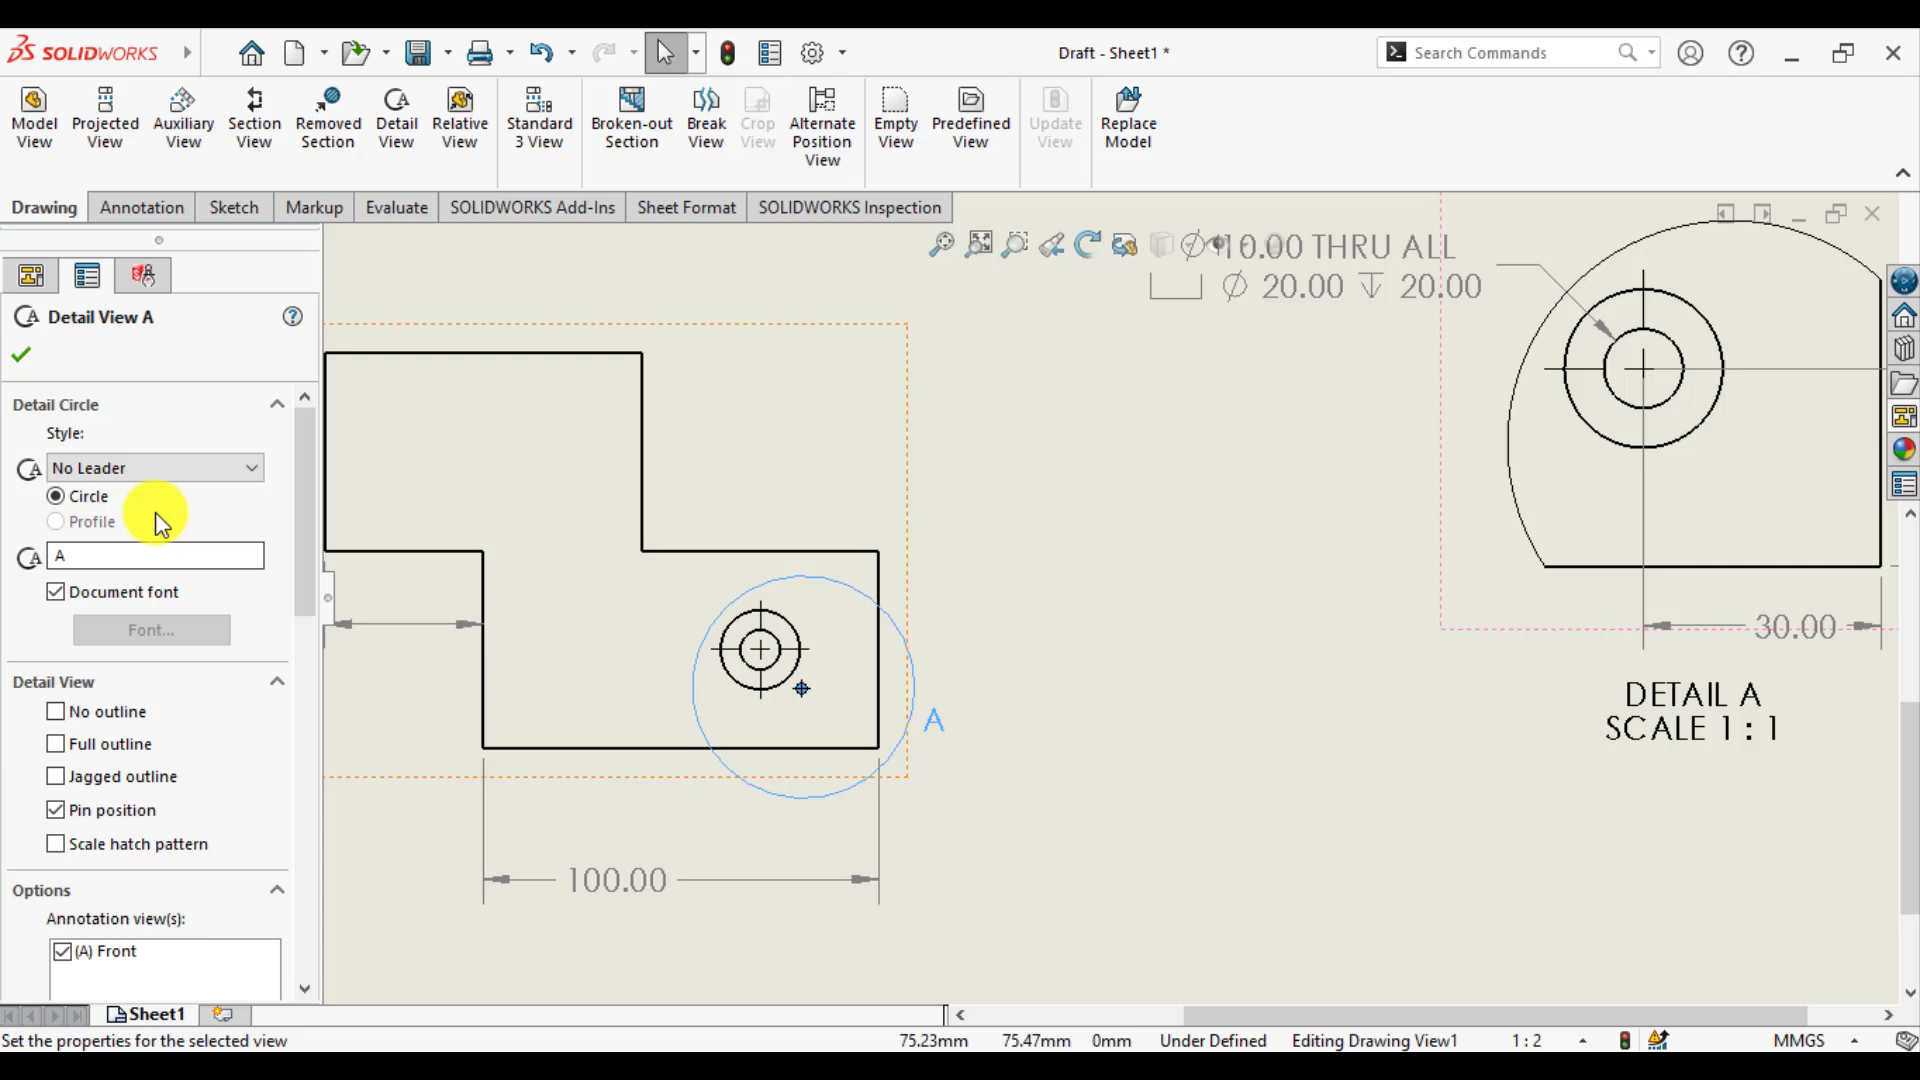 SOLIDWORKS
Draft - Sheet1 *
Search Commands
Model View
Projected View
Auxiliary View
Section View
Removed Section
Detail View
Relative View
Standard 3 View
Broken-out Section
Break View
Crop View
Alternate Position View
Empty View
Predefined View
Update View
Replace Model
Drawing
Annotation
Sketch
Markup
Evaluate
SOLIDWORKS Add-Ins
Sheet Format
SOLIDWORKS Inspection
Detail View A
Detail Circle
Style:
No Leader
Circle
Profile
A
Document font
Font...
Detail View
No outline
Full outline
Jagged outline
Pin position
Scale hatch pattern
Options
Annotation view(s):
(A) Front
∅ 10.00 THRU ALL
⌴ ∅ 20.00 ↧ 20.00
A
100.00
30.00
DETAIL A
SCALE 1 : 1
Sheet1
Set the properties for the selected view
75.23mm
75.47mm
0mm
Under Defined
Editing Drawing View1
1 : 2
MMGS